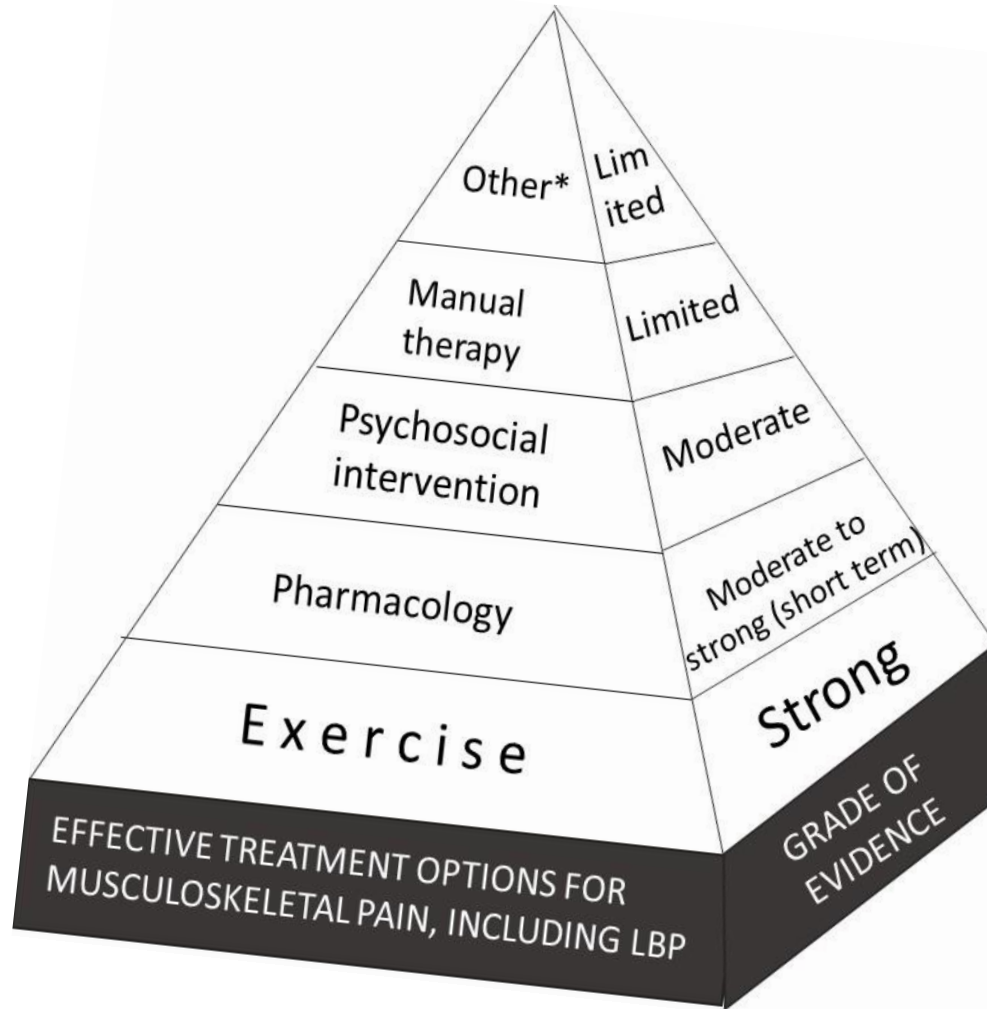 Other*
Lim
ited
Manual
therapy
Limited
Psychosocial
intervention
Moderate
Pharmacology
Moderate to
strong (short term)
E x e r c i s e
Strong
EFFECTIVE TREATMENT OPTIONS FOR
MUSCULOSKELETAL PAIN, INCLUDING LBP
GRADE OF
EVIDENCE